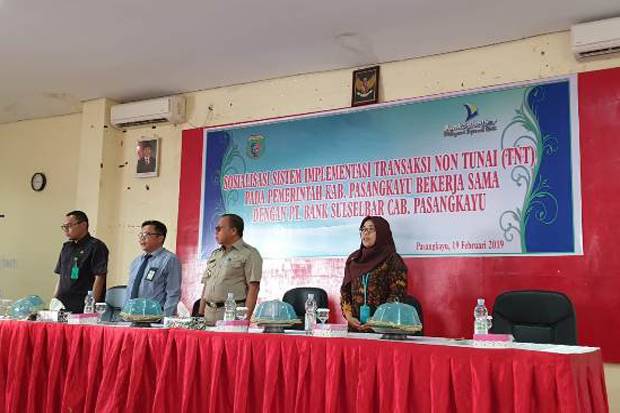 SOSIALISASI SISTEM IMPLEMENTASI TRANSAKSI NON TUNAI (TNT)
PADA PEMERINTAH KAB. PASANGKAYU BEKERJA SAMA
DENGAN PT. BANK SULSELBAR CAB. PASANGKAYU
Pasangkayu, 19 Februari 2019